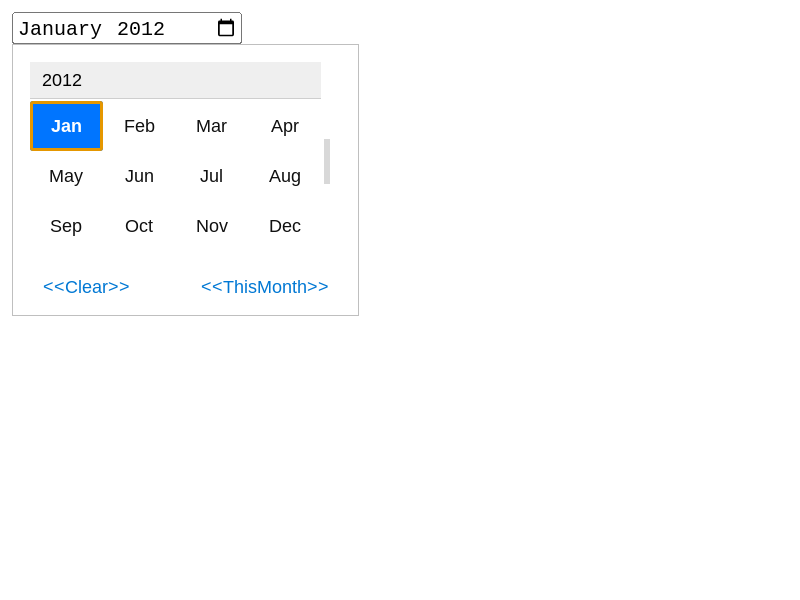 January 2012
2012
Jan Feb Mar Apr
May Jun Jul Aug
Sep Oct Nov Dec
<<Clear>> <<ThisMonth>>